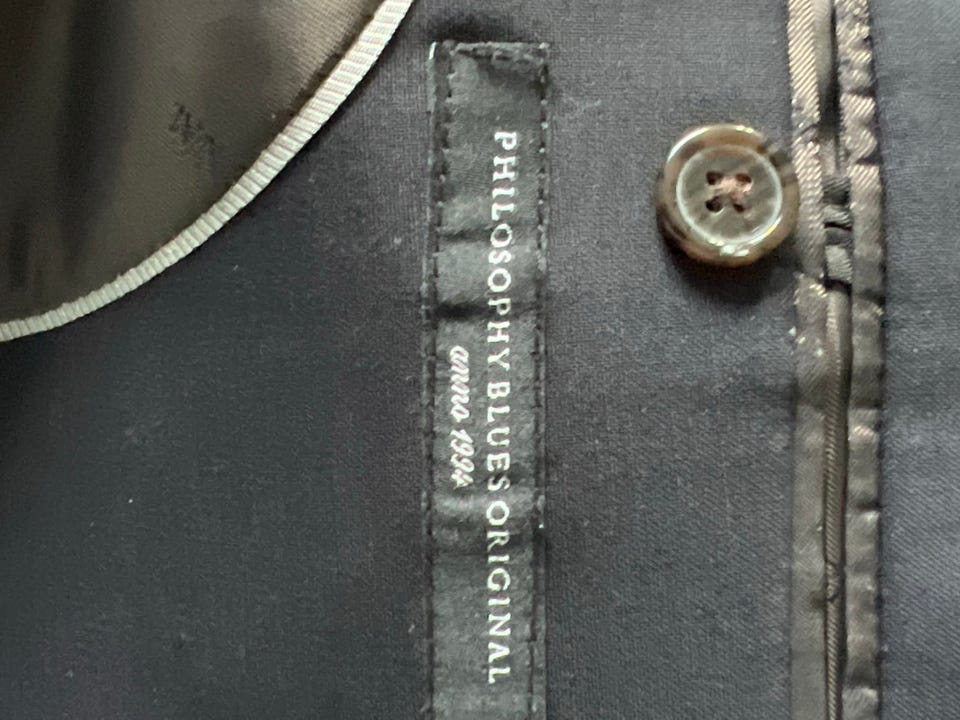 PHILOSOPHY BLUES ORIGINAL
anno 1994